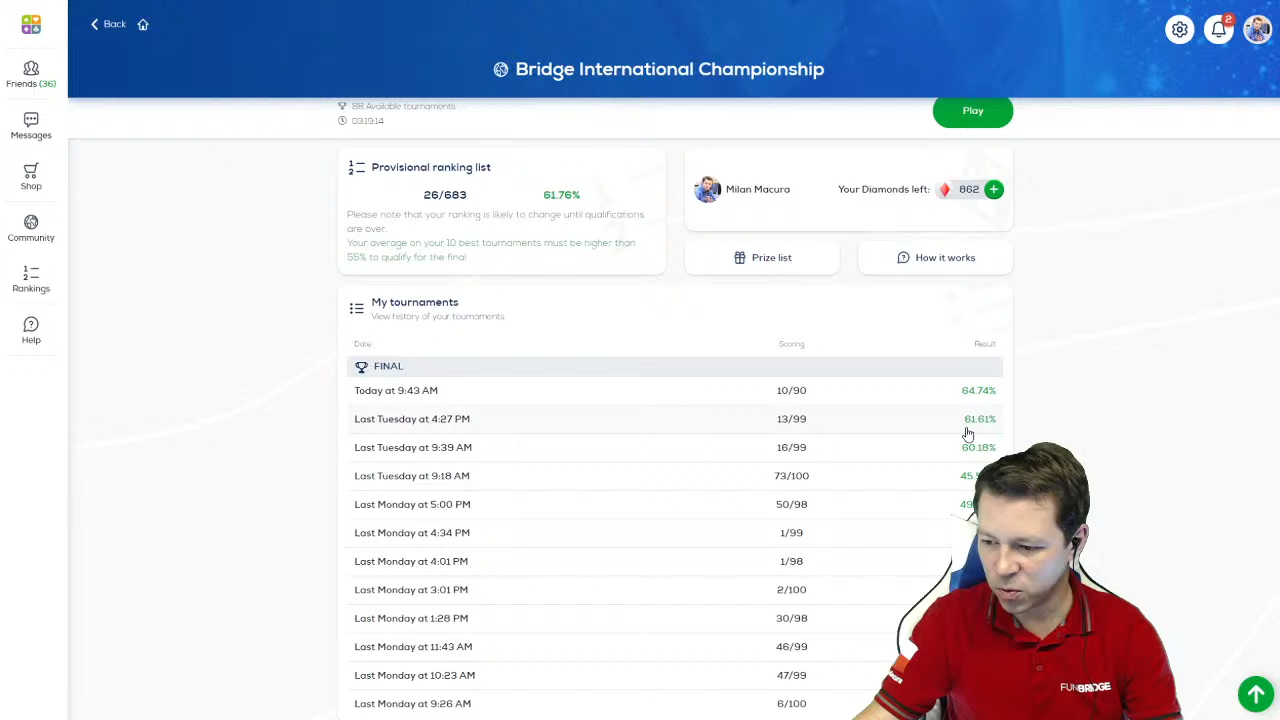 Back
2
Friends (36)
Bridge International Championship
88 Available tournaments
03:19:14
Play
Messages
Provisional ranking list
26/683 61.76%
Please note that your ranking is likely to change until qualifications
are over.
Your average on your 10 best tournaments must be higher than
55% to qualify for the final
Milan Macura Your Diamonds left: 862
Shop
Prize list
How it works
Community
Rankings
Help
My tournaments
View history of your tournaments.
Date Scoring Result
FINAL
Today at 9:43 AM 10/90 64.74%
Last Tuesday at 4:27 PM 13/99 61.61%
Last Tuesday at 9:39 AM 16/99 60.18%
Last Tuesday at 9:18 AM 73/100
Last Monday at 5:00 PM 50/98
Last Monday at 4:34 PM 1/99
Last Monday at 4:01 PM 1/98
Last Monday at 3:01 PM 2/100
Last Monday at 1:28 PM 30/98
Last Monday at 11:43 AM 46/99
Last Monday at 10:23 AM 47/99
Last Monday at 9:26 AM 6/100
FUNBRIDGE